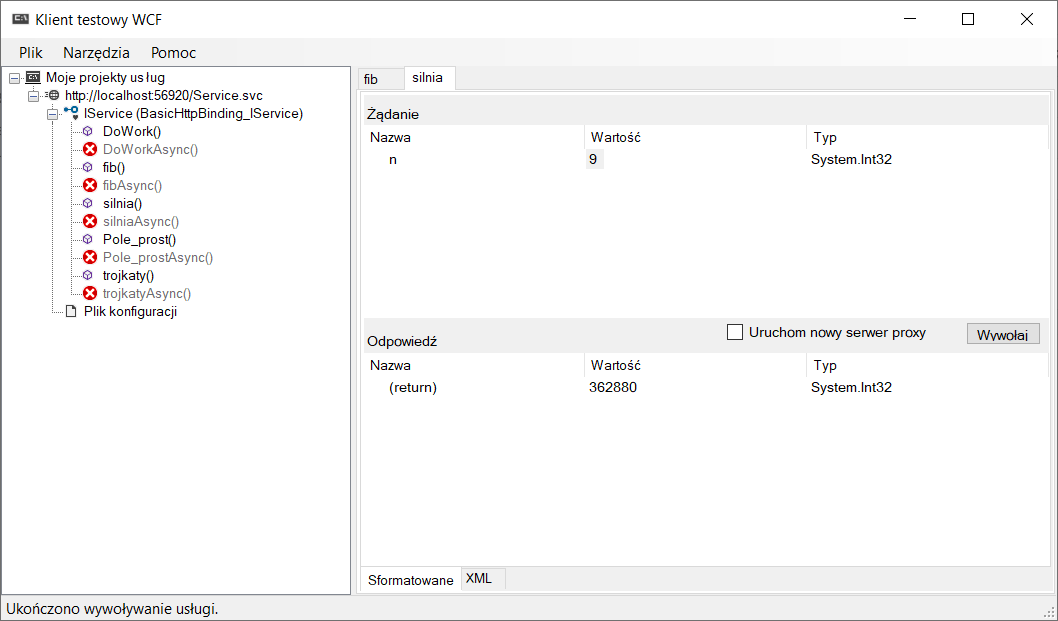 Klient testowy WCF
Plik Narzędzia Pomoc
Moje projekty usług
http://localhost:56920/Service.svc
IService (BasicHttpBinding_IService)
DoWork()
DoWorkAsync()
fib()
fibAsync()
silnia()
silniaAsync()
Pole_prost()
Pole_prostAsync()
trojkaty()
trojkatyAsync()
Plik konfiguracji
fib silnia
Żądanie
Nazwa Wartość Typ
n 9 System.Int32
Odpowiedź Uruchom nowy serwer proxy Wywołaj
Nazwa Wartość Typ
(return) 362880 System.Int32
Sformatowane XML
Ukończono wywoływanie usługi.